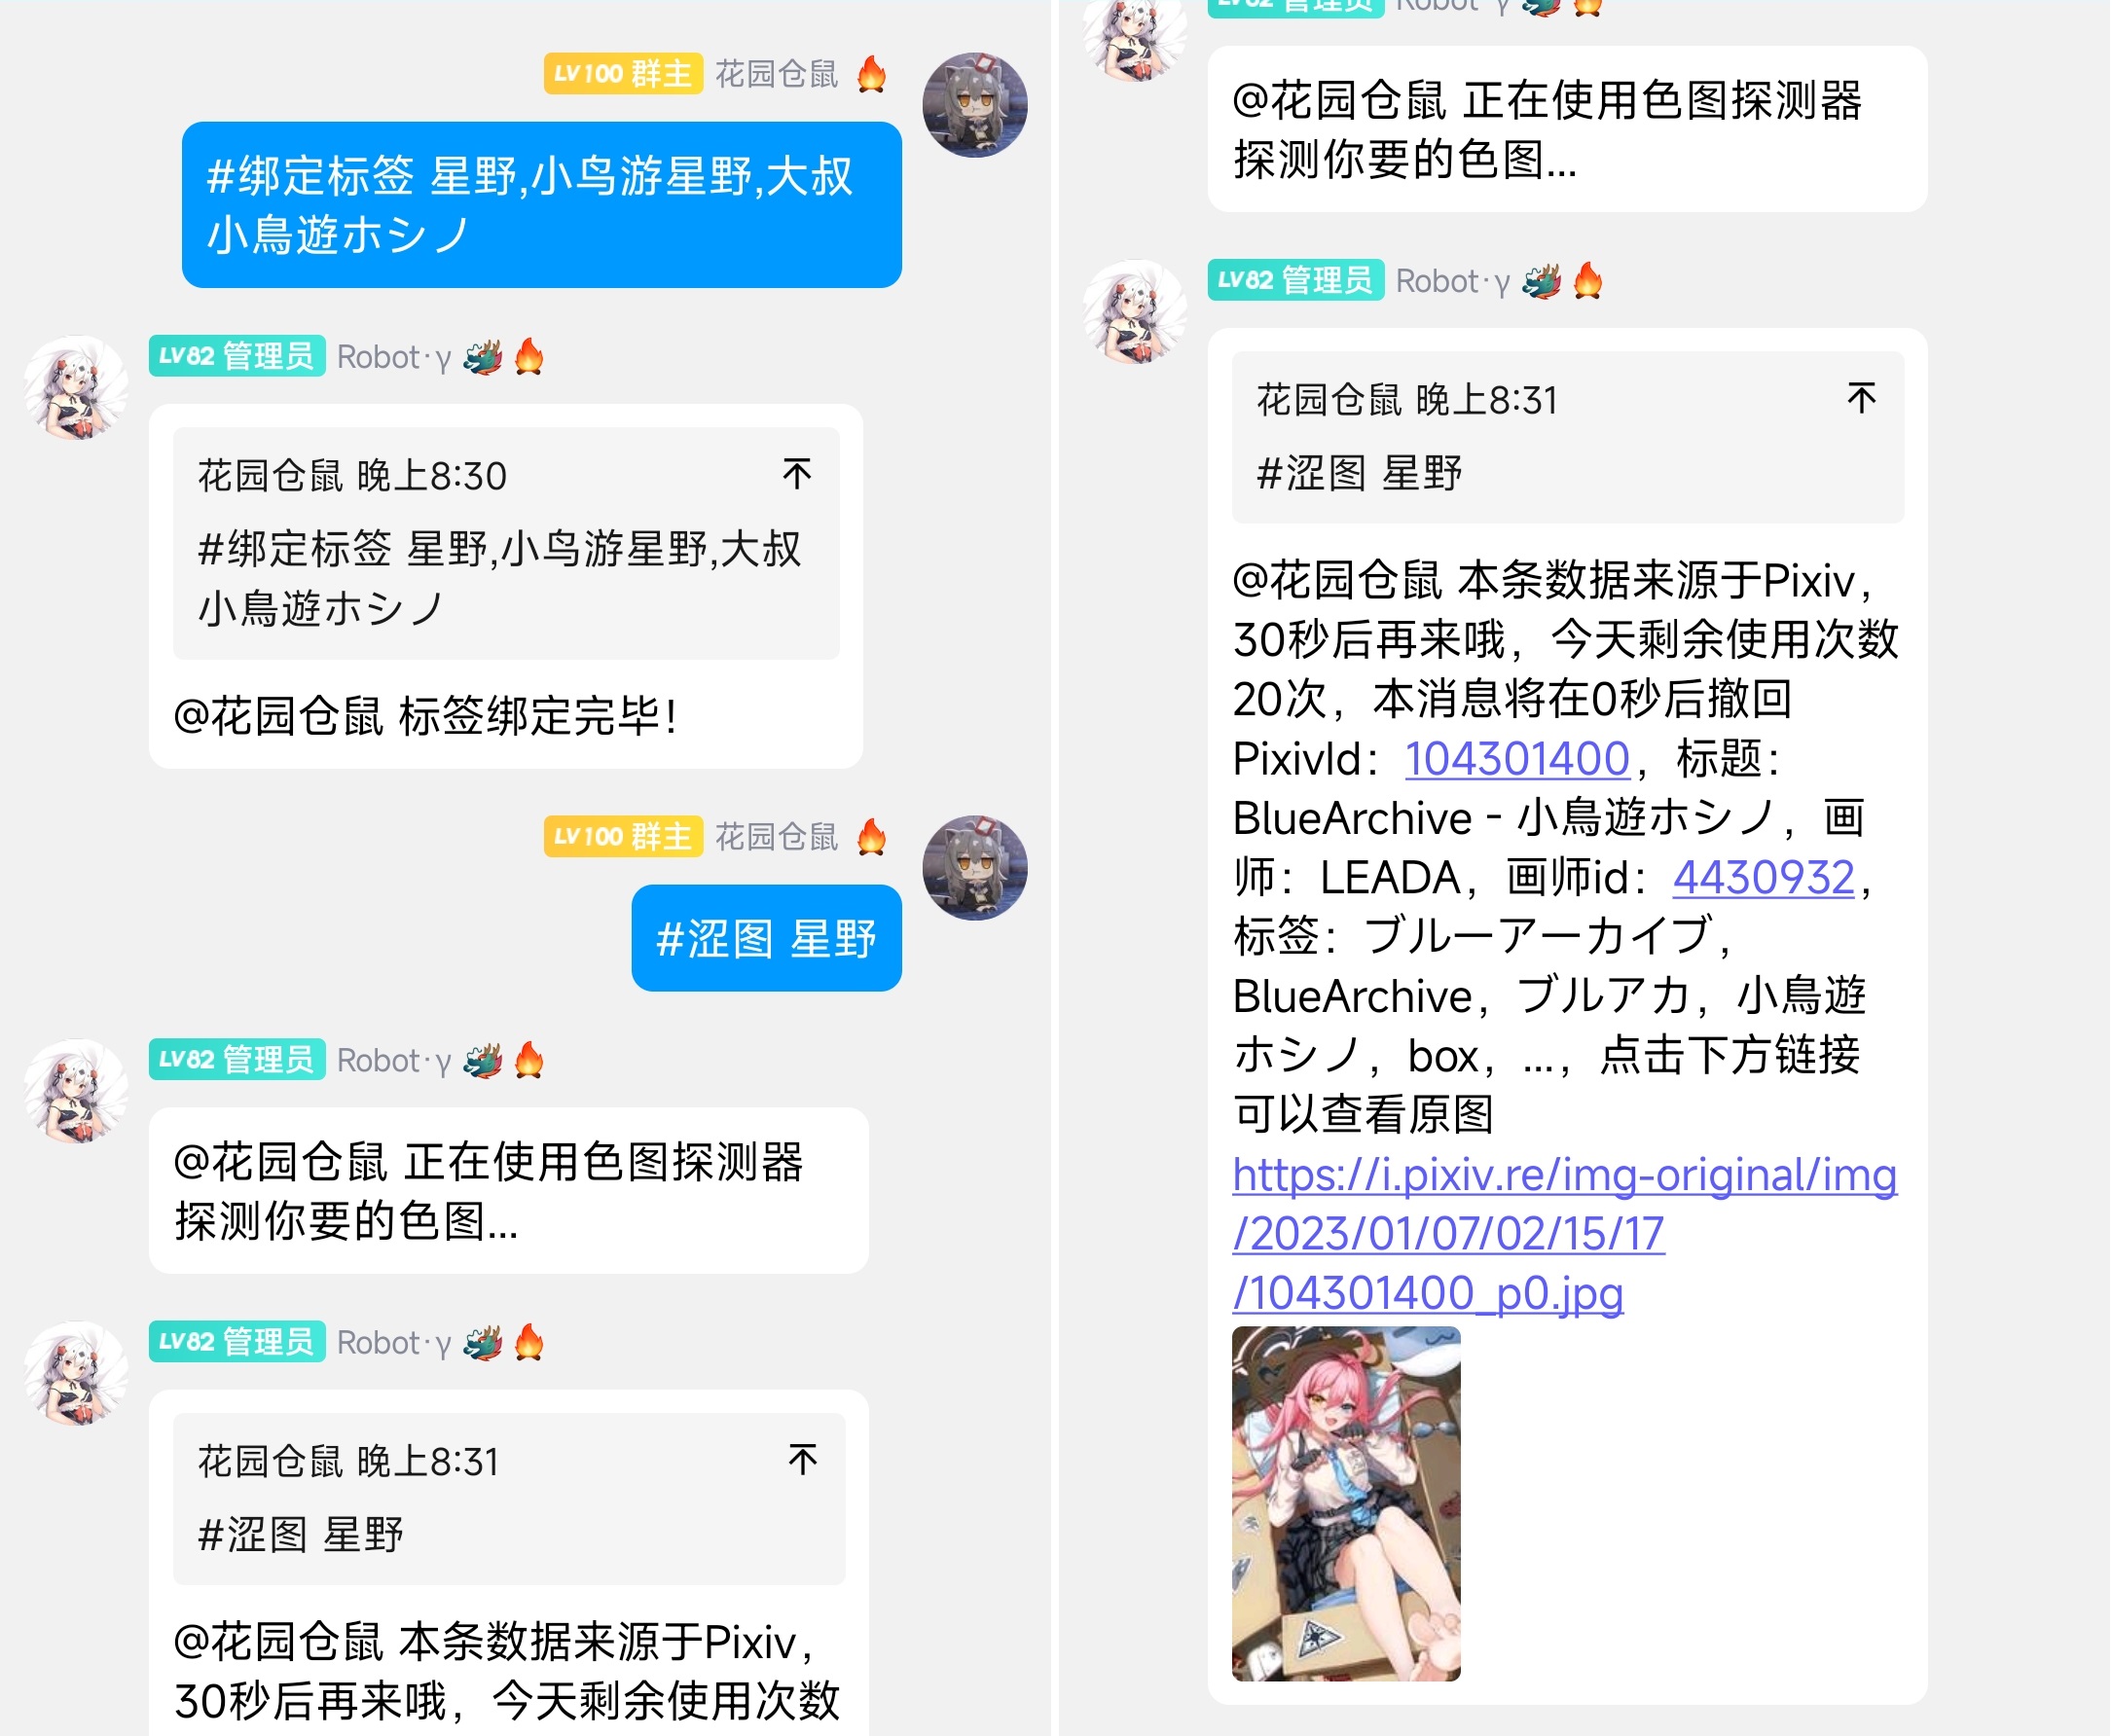 LV100 群主 花园仓鼠
#绑定标签 星野,小鸟游星野,大叔
小鳥遊ホシノ
LV82 管理员 Robot·γ
花园仓鼠 晚上8:30
#绑定标签 星野,小鸟游星野,大叔
小鳥遊ホシノ
@花园仓鼠 标签绑定完毕!
LV100 群主 花园仓鼠
#涩图 星野
LV82 管理员 Robot·γ
@花园仓鼠 正在使用色图探测器
探测你要的色图...
LV82 管理员 Robot·γ
花园仓鼠 晚上8:31
#涩图 星野
@花园仓鼠 本条数据来源于Pixiv，
30秒后再来哦，今天剩余使用次数
LV82 管理员 Robot·γ
@花园仓鼠 正在使用色图探测器
探测你要的色图...
LV82 管理员 Robot·γ
花园仓鼠 晚上8:31
#涩图 星野
@花园仓鼠 本条数据来源于Pixiv，
30秒后再来哦，今天剩余使用次数
20次，本消息将在0秒后撤回
PixivId：104301400，标题：
BlueArchive - 小鳥遊ホシノ，画
师：LEADA，画师id：4430932，
标签：ブルーアーカイブ，
BlueArchive，ブルアカ，小鳥遊
ホシノ，box，...，点击下方链接
可以查看原图
https://i.pixiv.re/img-original/img
/2023/01/07/02/15/17
/104301400_p0.jpg